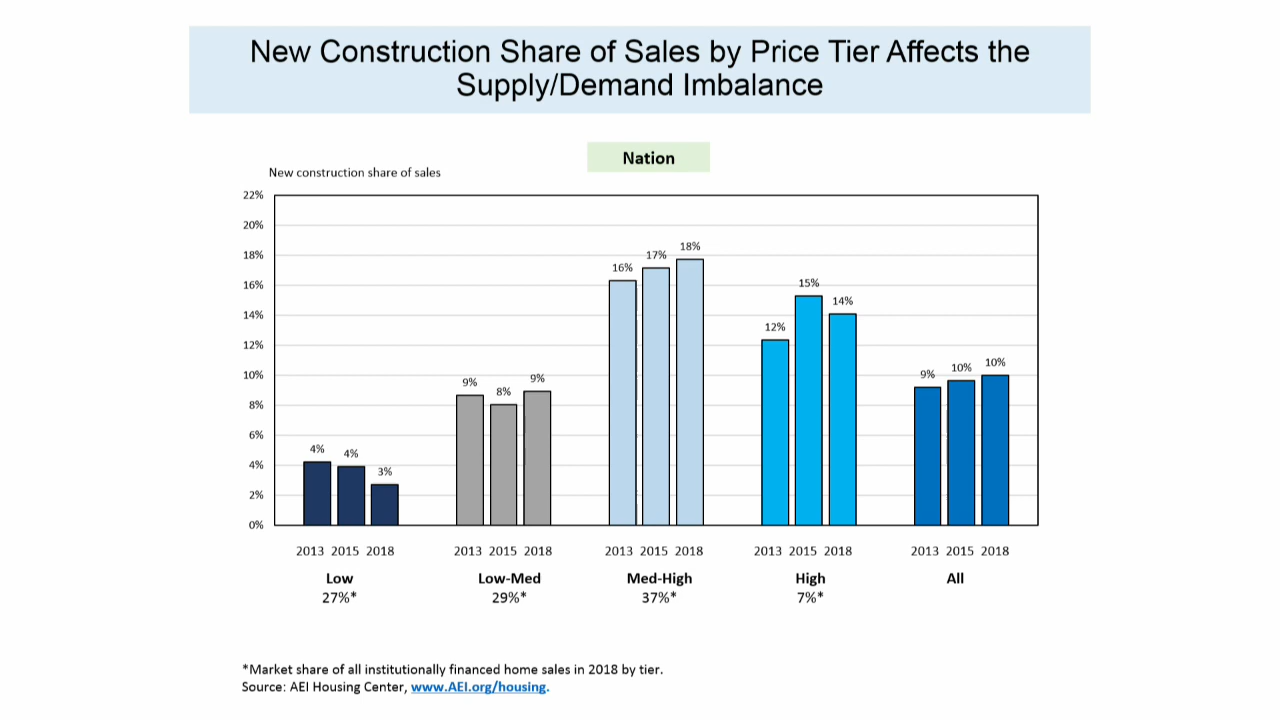 New Construction Share of Sales by Price Tier Affects the
Supply/Demand Imbalance
Nation
New construction share of sales
22%
20%
18%
16%
14%
12%
10%
8%
6%
4%
2%
0%
4% 4% 3%
9% 8% 9%
16% 17% 18%
12% 15% 14%
9% 10% 10%
2013 2015 2018 2013 2015 2018 2013 2015 2018 2013 2015 2018 2013 2015 2018
Low Low-Med Med-High High All
27%* 29%* 37%* 7%*
*Market share of all institutionally financed home sales in 2018 by tier.
Source: AEI Housing Center, www.AEI.org/housing.